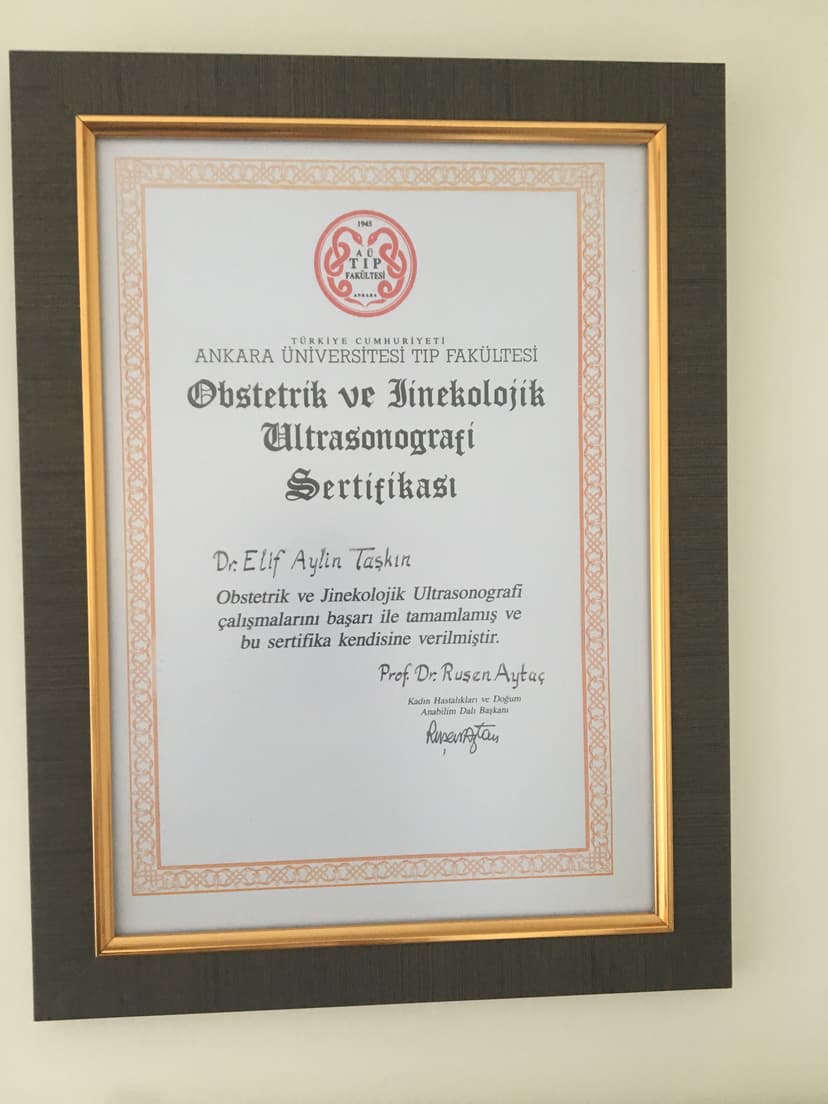 1945
A Ü
TIP
FAKÜLTESİ
ANKARA
TÜRKİYE CUMHURİYETİ
ANKARA ÜNİVERSİTESİ TIP FAKÜLTESİ
Obstetrik ve Jinekolojik
Ultrasonografi
Sertifikası
Dr. Elif Aylin Taşkın
Obstetrik ve Jinekolojik Ultrasonografi
çalışmalarını başarı ile tamamlamış ve
bu sertifika kendisine verilmiştir.
Prof. Dr. Ruşen Aytaç
Kadın Hastalıkları ve Doğum
Anabilim Dalı Başkanı